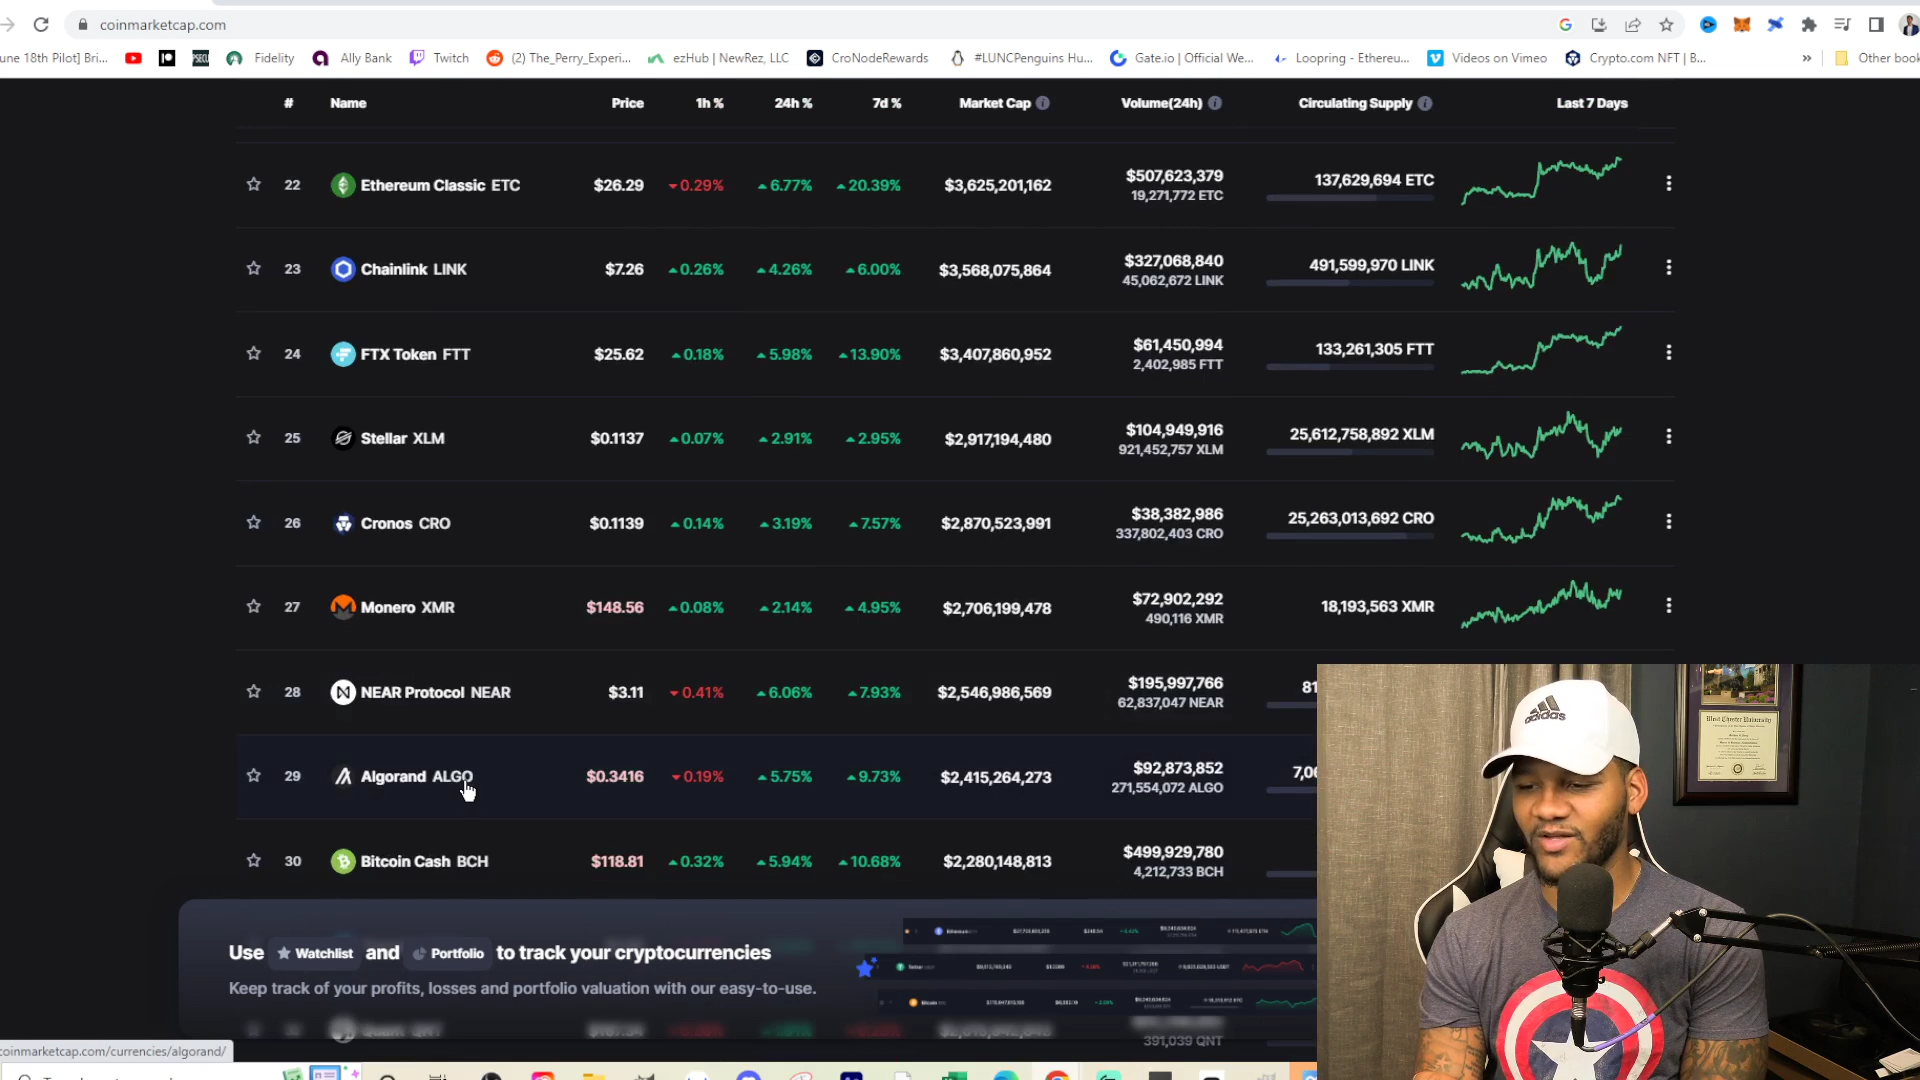 coinmarketcap.com
une 18th Pilot] Bri...
Fidelity
Ally Bank
Twitch
(2) The_Perry_Experi...
ezHub | NewRez, LLC
CroNodeRewards
#LUNCPenguins Hu...
Gate.io | Official We...
Loopring - Ethereu...
Videos on Vimeo
Crypto.com NFT | B...
»
Other book
# Name Price 1h % 24h % 7d % Market Cap Volume(24h) Circulating Supply Last 7 Days
22 Ethereum Classic ETC $26.29 0.29% 6.77% 20.39% $3,625,201,162 $507,623,379 137,629,694 ETC
19,271,772 ETC
23 Chainlink LINK $7.26 0.26% 4.26% 6.00% $3,568,075,864 $327,068,840 491,599,970 LINK
45,062,672 LINK
24 FTX Token FTT $25.62 0.18% 5.98% 13.90% $3,407,860,952 $61,450,994 133,261,305 FTT
2,402,985 FTT
25 Stellar XLM $0.1137 0.07% 2.91% 2.95% $2,917,194,480 $104,949,916 25,612,758,892 XLM
921,452,757 XLM
26 Cronos CRO $0.1139 0.14% 3.19% 7.57% $2,870,523,991 $38,382,986 25,263,013,692 CRO
337,802,403 CRO
27 Monero XMR $148.56 0.08% 2.14% 4.95% $2,706,199,478 $72,902,292 18,193,563 XMR
490,116 XMR
28 NEAR Protocol NEAR $3.11 0.41% 6.06% 7.93% $2,546,986,569 $195,997,766 81
62,837,047 NEAR
29 Algorand ALGO $0.3416 0.19% 5.75% 9.73% $2,415,264,273 $92,873,852 7,06
271,554,072 ALGO
30 Bitcoin Cash BCH $118.81 0.32% 5.94% 10.68% $2,280,148,813 $499,929,780
4,212,733 BCH
Use Watchlist and Portfolio to track your cryptocurrencies
Keep track of your profits, losses and portfolio valuation with our easy-to-use.
391,039 QNT
coinmarketcap.com/currencies/algorand/
adidas
West Chester University